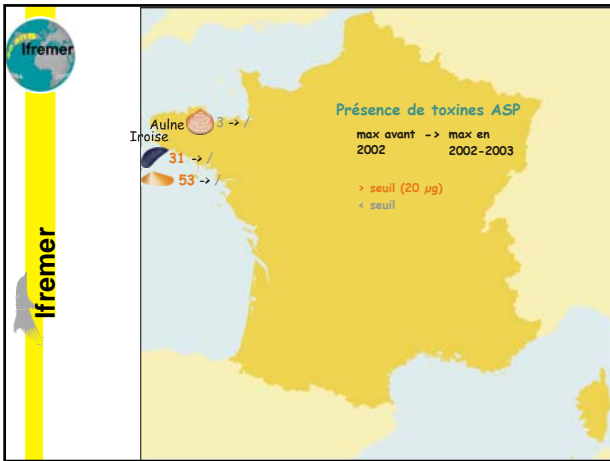 Ifremer
Présence de toxines ASP
max avant -> max en
2002 2002-2003
> seuil (20 µg)
< seuil
Aulne 3 -> /
Iroise
31 -> /
53 -> /
Ifremer